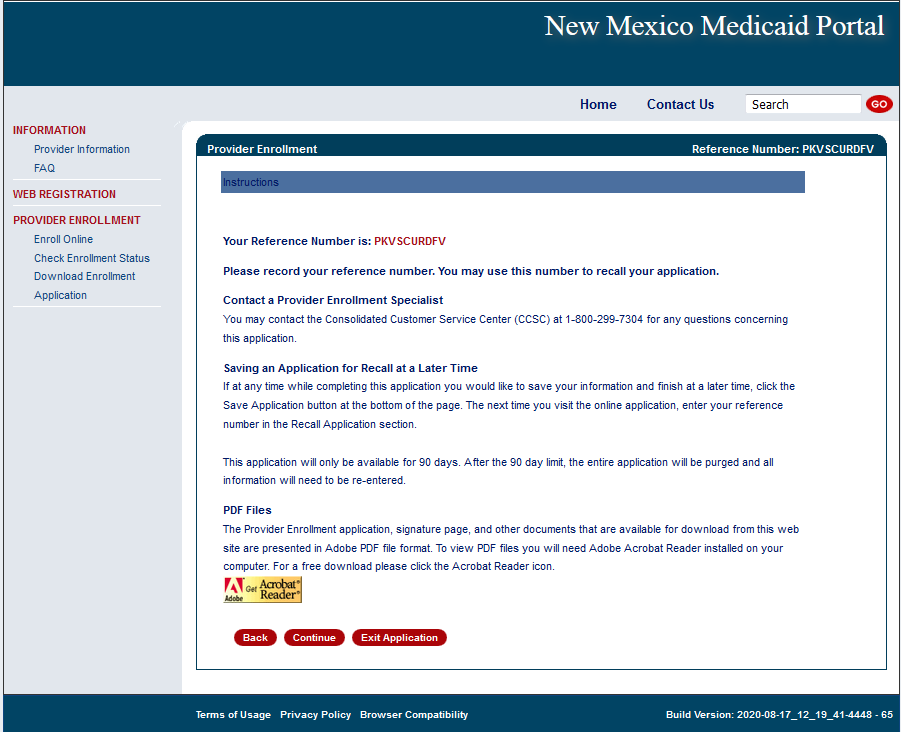 New Mexico Medicaid Portal
Home Contact Us Search GO
INFORMATION
Provider Information
FAQ
WEB REGISTRATION
PROVIDER ENROLLMENT
Enroll Online
Check Enrollment Status
Download Enrollment
Application
Provider Enrollment Reference Number: PKVSCURDFV
Instructions
Your Reference Number is: PKVSCURDFV
Please record your reference number. You may use this number to recall your application.
Contact a Provider Enrollment Specialist
You may contact the Consolidated Customer Service Center (CCSC) at 1-800-299-7304 for any questions concerning
this application.
Saving an Application for Recall at a Later Time
If at any time while completing this application you would like to save your information and finish at a later time, click the
Save Application button at the bottom of the page. The next time you visit the online application, enter your reference
number in the Recall Application section.
This application will only be available for 90 days. After the 90 day limit, the entire application will be purged and all
information will need to be re-entered.
PDF Files
The Provider Enrollment application, signature page, and other documents that are available for download from this web
site are presented in Adobe PDF file format. To view PDF files you will need Adobe Acrobat Reader installed on your
computer. For a free download please click the Acrobat Reader icon.
Adobe Get Acrobat® Reader®
Back Continue Exit Application
Terms of Usage Privacy Policy Browser Compatibility Build Version: 2020-08-17_12_19_41-4448 - 65